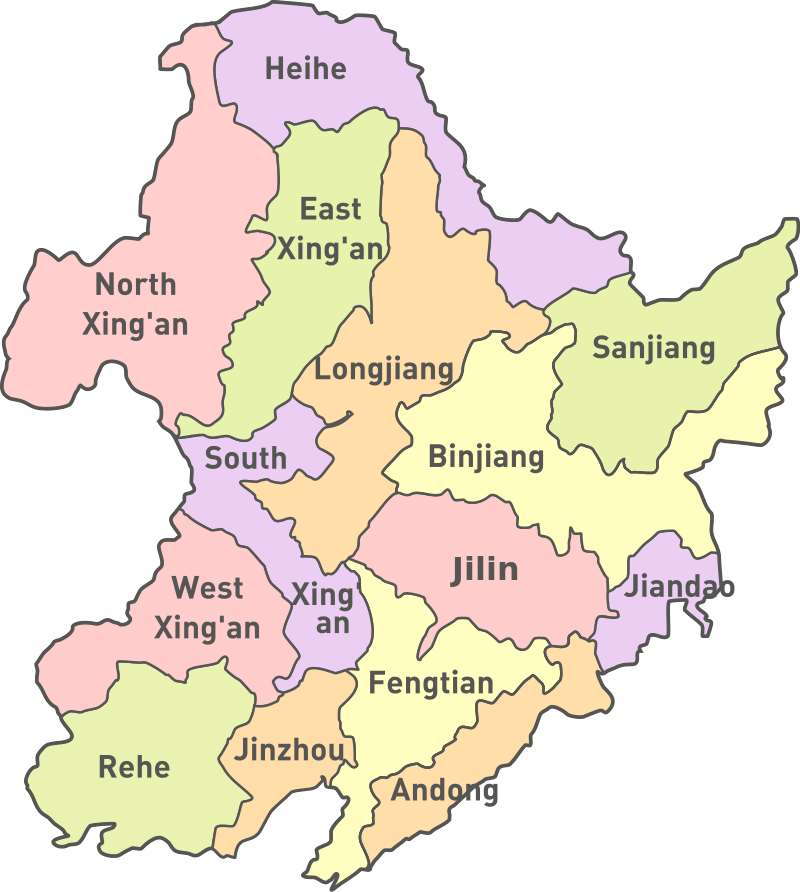 Heihe
East
Xing'an
North
Xing'an
Sanjiang
Longjiang
South
Binjiang
Jilin
Jiandao
West
Xing'an
Xing'
an
Fengtian
Jinzhou
Rehe
Andong